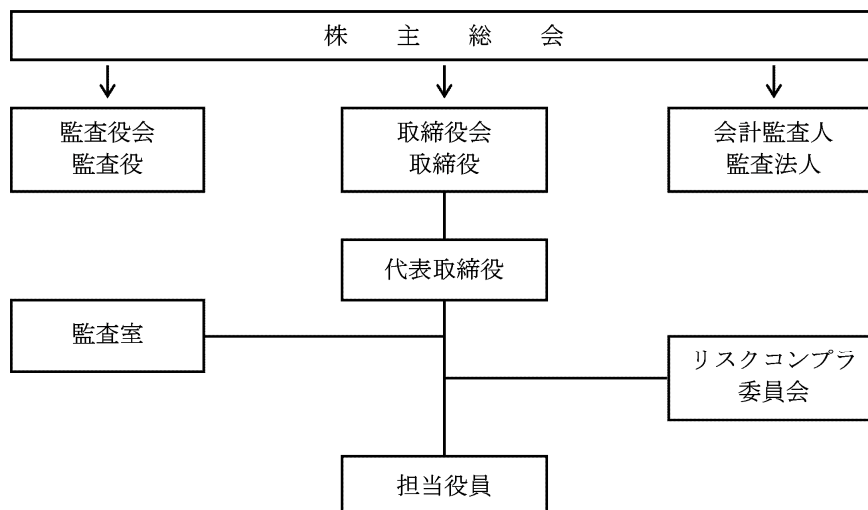 株主総会
監査役会
監査役
取締役会
取締役
会計監査人
監査法人
代表取締役
監査室
リスクコンプラ
委員会
担当役員